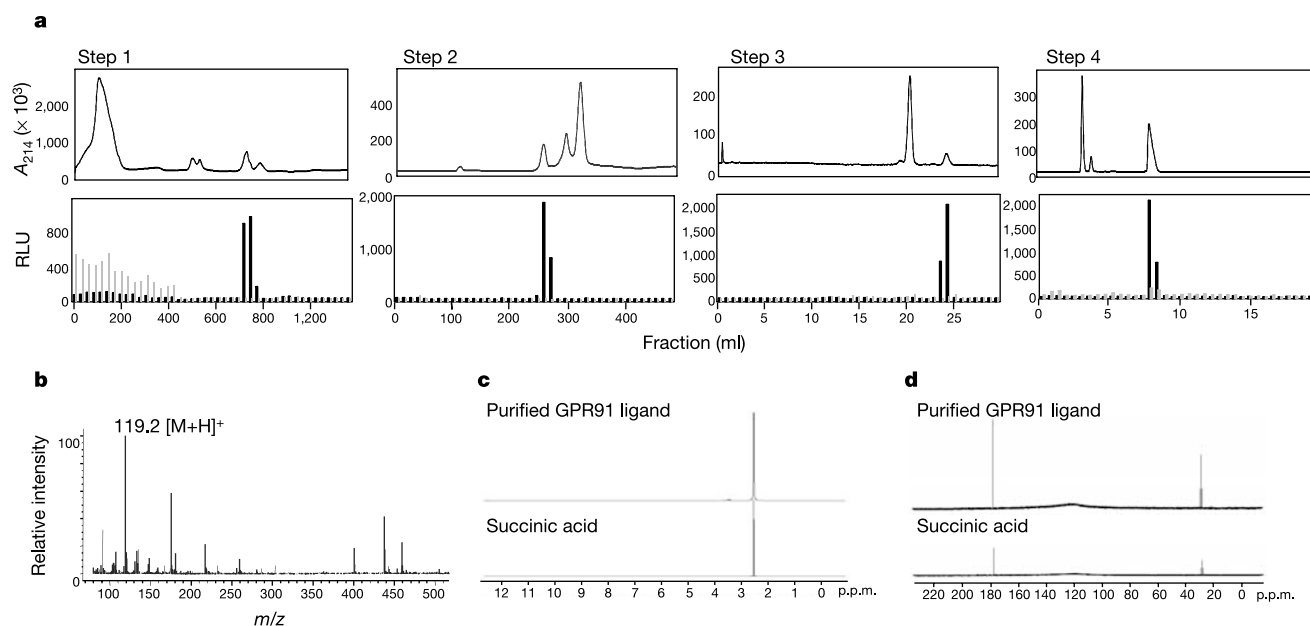 a
Step 1
Step 2
Step 3
Step 4
A214 (× 10³)
2,000
1,000
0
400
200
0
200
100
0
300
200
100
0
RLU
800
400
0
2,000
1,000
0
2,000
1,500
1,000
500
0
2,000
1,500
1,000
500
0
0 200 400 600 800 1,000 1,200
0 100 200 300 400
0 5 10 15 20 25
0 5 10 15
Fraction (ml)
b
119.2 [M+H]⁺
Relative intensity
100
0
100 150 200 250 300 350 400 450 500
m/z
c
Purified GPR91 ligand
Succinic acid
12 11 10 9 8 7 6 5 4 3 2 1 0 p.p.m.
d
Purified GPR91 ligand
Succinic acid
220 200 180 160 140 120 100 80 60 40 20 0 p.p.m.